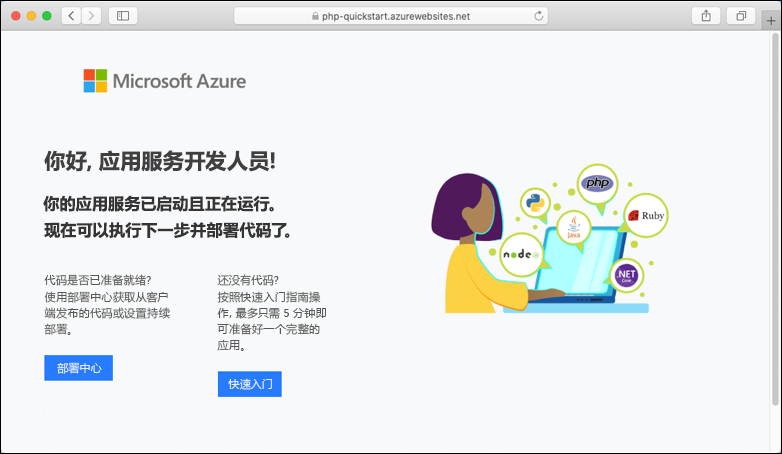 php-quickstart.azurewebsites.net
Microsoft Azure
你好, 应用服务开发人员!
你的应用服务已启动且正在运行。
现在可以执行下一步并部署代码了。
代码是否已准备就绪?
使用部署中心获取从客户
端发布的代码或设置持续
部署。
部署中心
还没有代码?
按照快速入门指南操
作, 最多只需 5 分钟即
可准备好一个完整的
应用。
快速入门
php
Ruby
Java
node
.NET
Core